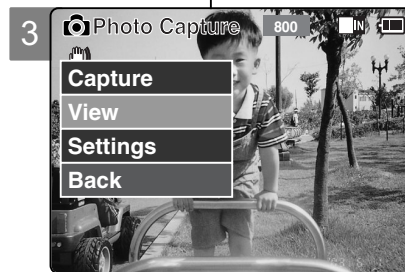 3
Photo Capture 800 IN
Capture
View
Settings
Back